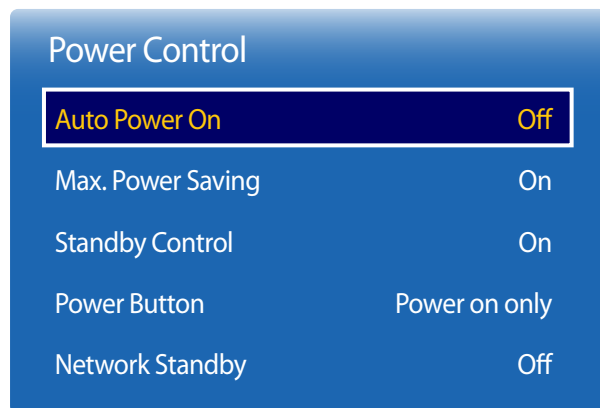 Power Control
Auto Power On Off
Max. Power Saving On
Standby Control On
Power Button Power on only
Network Standby Off